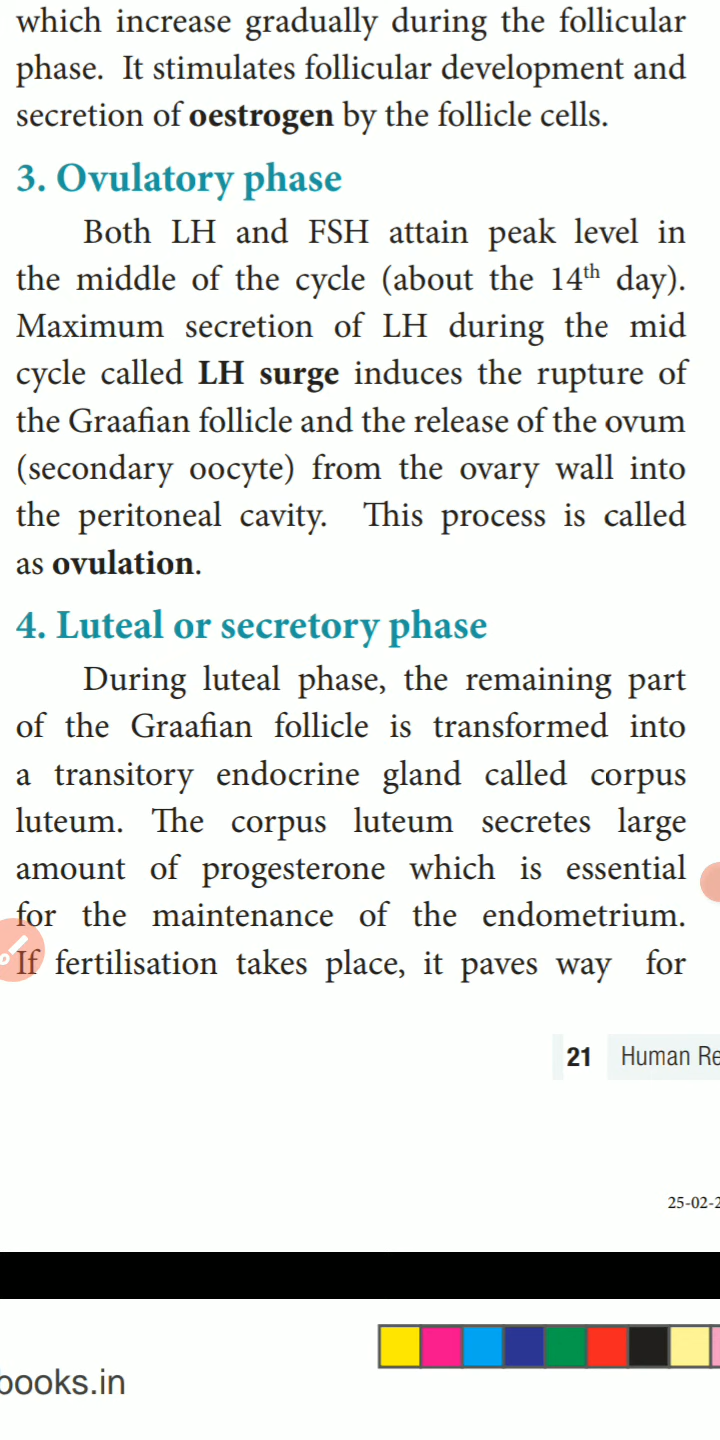 which increase gradually during the follicular
phase. It stimulates follicular development and
secretion of oestrogen by the follicle cells.
3. Ovulatory phase
Both LH and FSH attain peak level in
the middle of the cycle (about the 14th day).
Maximum secretion of LH during the mid
cycle called LH surge induces the rupture of
the Graafian follicle and the release of the ovum
(secondary oocyte) from the ovary wall into
the peritoneal cavity. This process is called
as ovulation.
4. Luteal or secretory phase
During luteal phase, the remaining part
of the Graafian follicle is transformed into
a transitory endocrine gland called corpus
luteum. The corpus luteum secretes large
amount of progesterone which is essential
for the maintenance of the endometrium.
If fertilisation takes place, it paves way for
21 Human Re
25-02-2
books.in